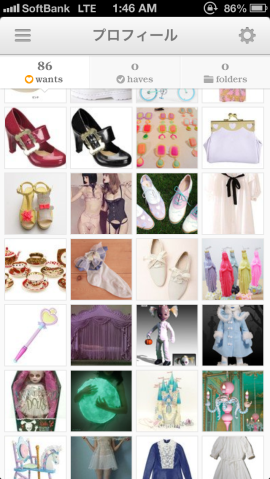 SoftBank LTE 1:46 AM 86%
プロフィール
86 0 0
wants haves folders